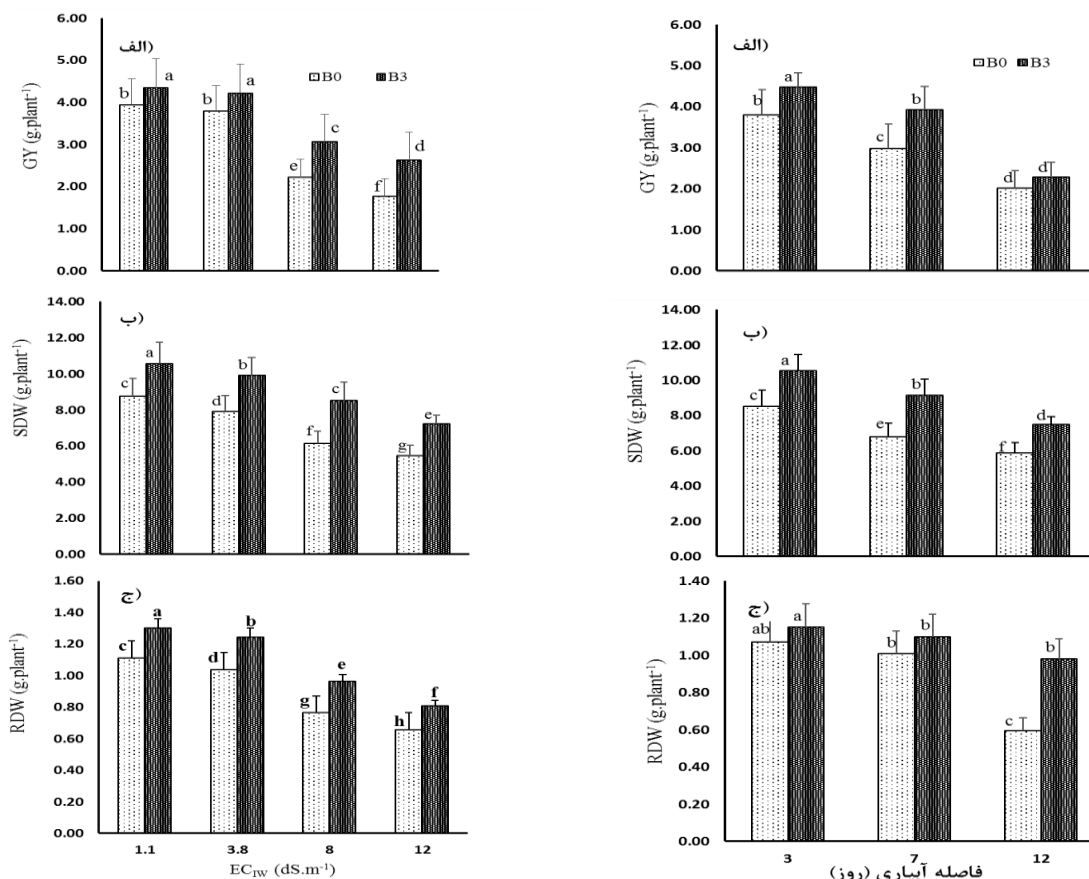 6.00
الف)
5.00
B0 B3
4.00
3.00
2.00
1.00
0.00
GY (g.plant-1)
b a b a e c f d
14.00
ب)
12.00
10.00
8.00
6.00
4.00
2.00
0.00
SDW (g.plant-1)
c a d b f c g e
1.60
ج)
1.40
1.20
1.00
0.80
0.60
0.40
0.20
0.00
RDW (g.plant-1)
c a d b g e h f
1.1 3.8 8 12
ECIW (dS.m-1)
6.00
الف)
5.00
B0 B3
4.00
3.00
2.00
1.00
0.00
GY (g.plant-1)
b a c b d d
14.00
ب)
12.00
10.00
8.00
6.00
4.00
2.00
0.00
SDW (g.plant-1)
c a e b f d
1.40
ج)
1.20
1.00
0.80
0.60
0.40
0.20
0.00
RDW (g.plant-1)
ab a b b c b
3 7 12
فاصله آبیاری (روز)